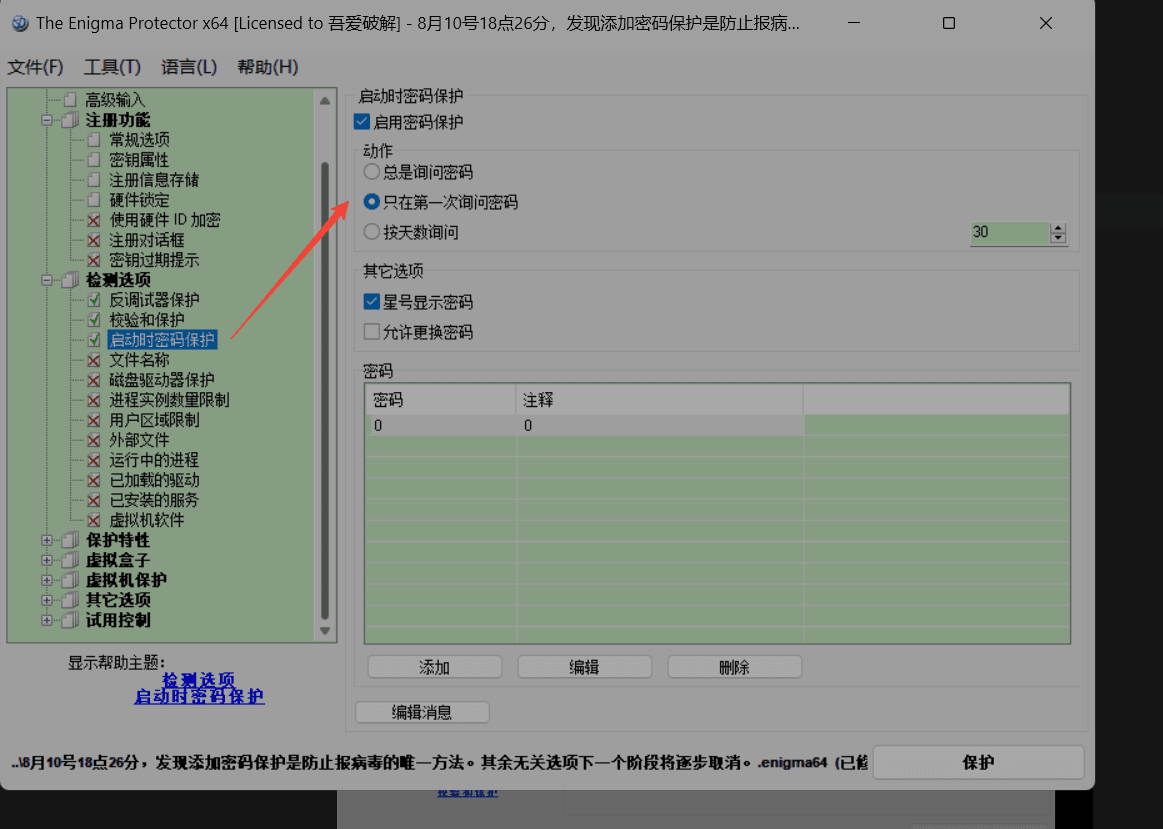 The Enigma Protector x64 [Licensed to 吾爱破解] - 8月10号18点26分，发现添加密码保护是防止报病...
文件(F) 工具(T) 语言(L) 帮助(H)
高级输入
注册功能
常规选项
密钥属性
注册信息存储
硬件锁定
使用硬件 ID 加密
注册对话框
密钥过期提示
检测选项
反调试器保护
校验和保护
启动时密码保护
文件名称
磁盘驱动器保护
进程实例数量限制
用户区域限制
外部文件
运行中的进程
已加载的驱动
已安装的服务
虚拟机软件
保护特性
虚拟盒子
虚拟机保护
其它选项
试用控制
显示帮助主题:
检测选项
启动时密码保护
启动时密码保护
启用密码保护
动作
总是询问密码
只在第一次询问密码
按天数询问 30
其它选项
星号显示密码
允许更换密码
密码
密码 注释
0 0
添加 编辑 删除
编辑消息
..\8月10号18点26分，发现添加密码保护是防止报病毒的唯一方法。其余无关选项下一个阶段将逐步取消。.enigma64 (已修
保护
校验和保护